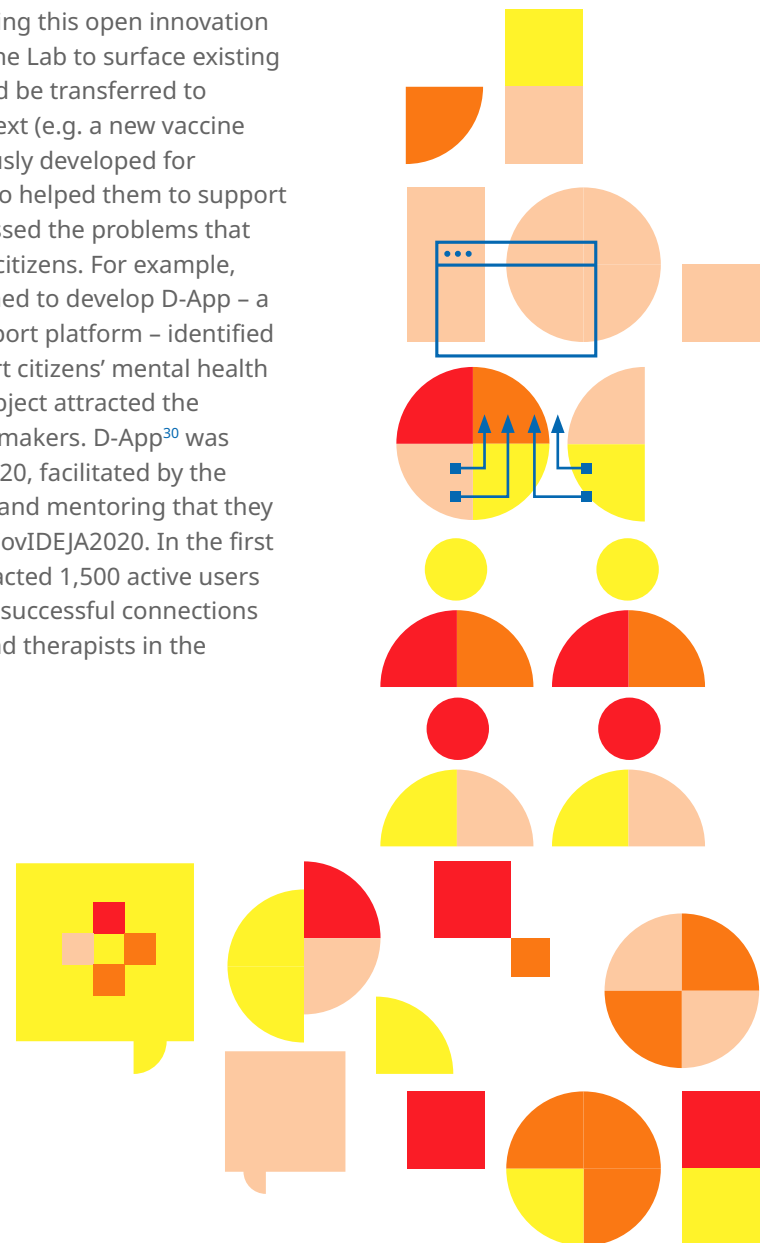 ing this open innovation
ne Lab to surface existing
d be transferred to
ext (e.g. a new vaccine
usly developed for
o helped them to support
ssed the problems that
citizens. For example,
ned to develop D-App – a
port platform – identified
rt citizens’ mental health
oject attracted the
makers. D-App30 was
20, facilitated by the
and mentoring that they
ovIDEJA2020. In the first
acted 1,500 active users
successful connections
nd therapists in the